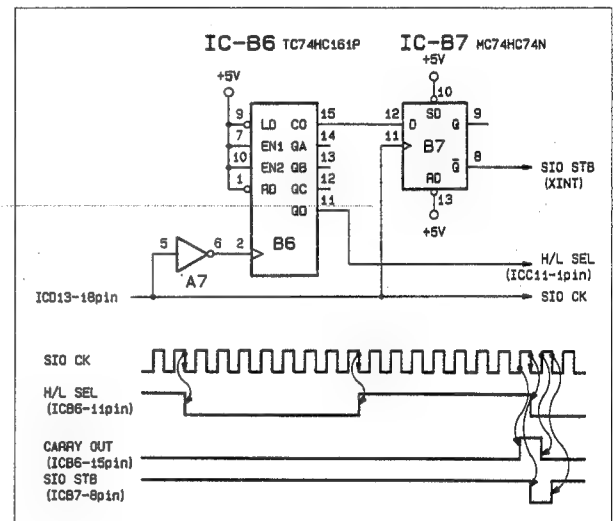 IC-B6 TC74HC161P
IC-B7 MC74HC74N
+5V
+5V
9 LD CO 15
7 EN1 QA 14
10 EN2 QB 13
1 RD QC 12
QD 11
B6
12 D SD 10 Q 9
11 B7 Q 8
RD
13
+5V
SIO STB
(XINT)
5 6 2
A7
H/L SEL
(ICC11-1pin)
ICD13-18pin
SIO CK
SIO CK
H/L SEL
(ICB6-11pin)
CARRY OUT
(ICB6-15pin)
SIO STB
(ICB7-8pin)